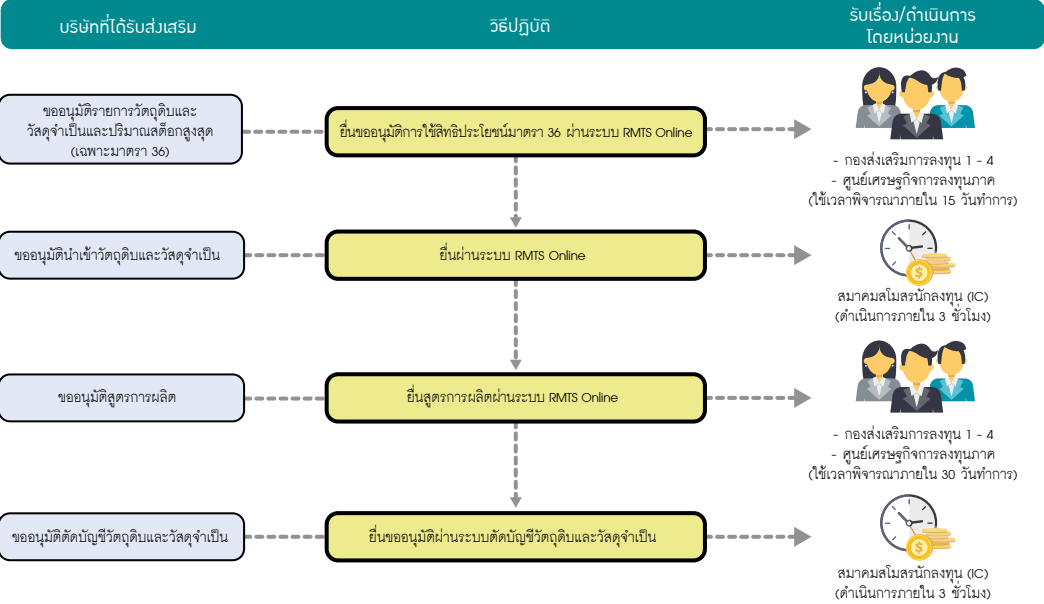 บริษัทที่ได้รับส่งเสริม
วิธีปฏิบัติ
รับเรื่อง/ดำเนินการ
โดยหน่วยงาน
ขออนุมัติรายการวัตถุดิบและ
วัสดุจำเป็นและปริมาณสต็อกสูงสุด
(เฉพาะมาตรา 36)
ยื่นขออนุมัติการใช้สิทธิประโยชน์มาตรา 36 ผ่านระบบ RMTS Online
- กองส่งเสริมการลงทุน 1 - 4
- ศูนย์เศรษฐกิจการลงทุนภาค
(ใช้เวลาพิจารณาภายใน 15 วันทำการ)
ขออนุมัตินำเข้าวัตถุดิบและวัสดุจำเป็น
ยื่นผ่านระบบ RMTS Online
สมาคมสโมสรนักลงทุน (IC)
(ดำเนินการภายใน 3 ชั่วโมง)
ขออนุมัติสูตรการผลิต
ยื่นสูตรการผลิตผ่านระบบ RMTS Online
- กองส่งเสริมการลงทุน 1 - 4
- ศูนย์เศรษฐกิจการลงทุนภาค
(ใช้เวลาพิจารณาภายใน 30 วันทำการ)
ขออนุมัติตัดบัญชีวัตถุดิบและวัสดุจำเป็น
ยื่นขออนุมัติผ่านระบบตัดบัญชีวัตถุดิบและวัสดุจำเป็น
สมาคมสโมสรนักลงทุน (IC)
(ดำเนินการภายใน 3 ชั่วโมง)